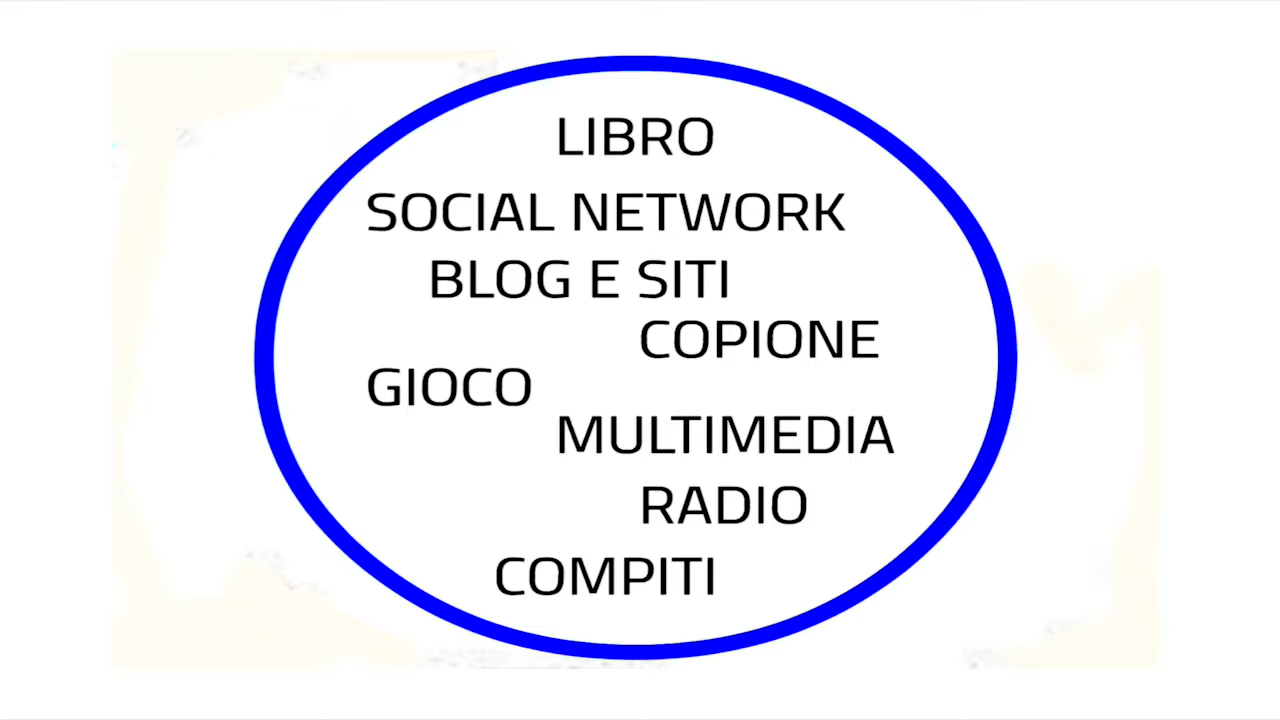 LIBRO
SOCIAL NETWORK
BLOG E SITI
COPIONE
GIOCO
MULTIMEDIA
RADIO
COMPITI